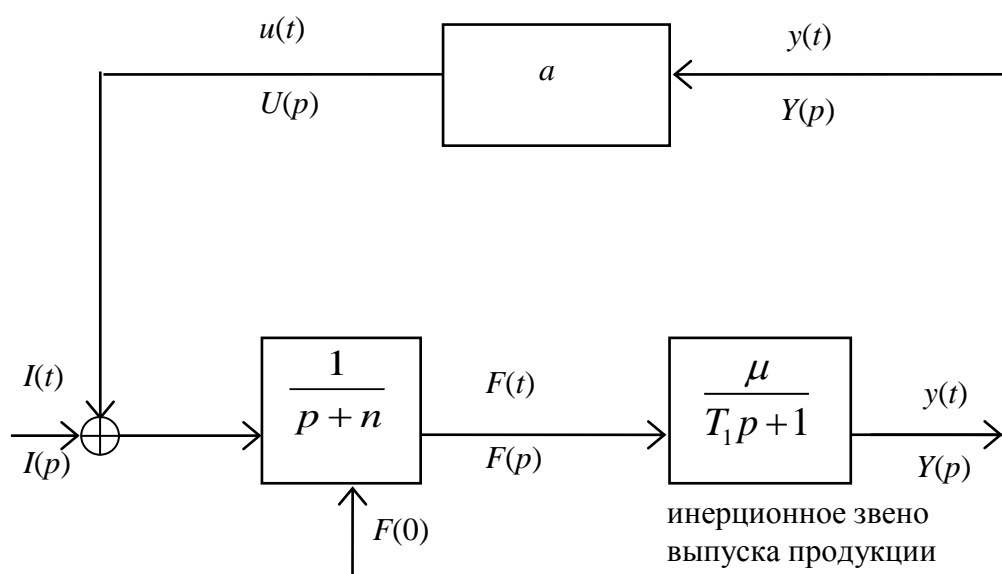 u(t)
y(t)
a
U(p)
Y(p)
I(t)
I(p)
1
p + n
F(t)
F(p)
μ
T₁p + 1
y(t)
Y(p)
F(0)
инерционное звено
выпуска продукции